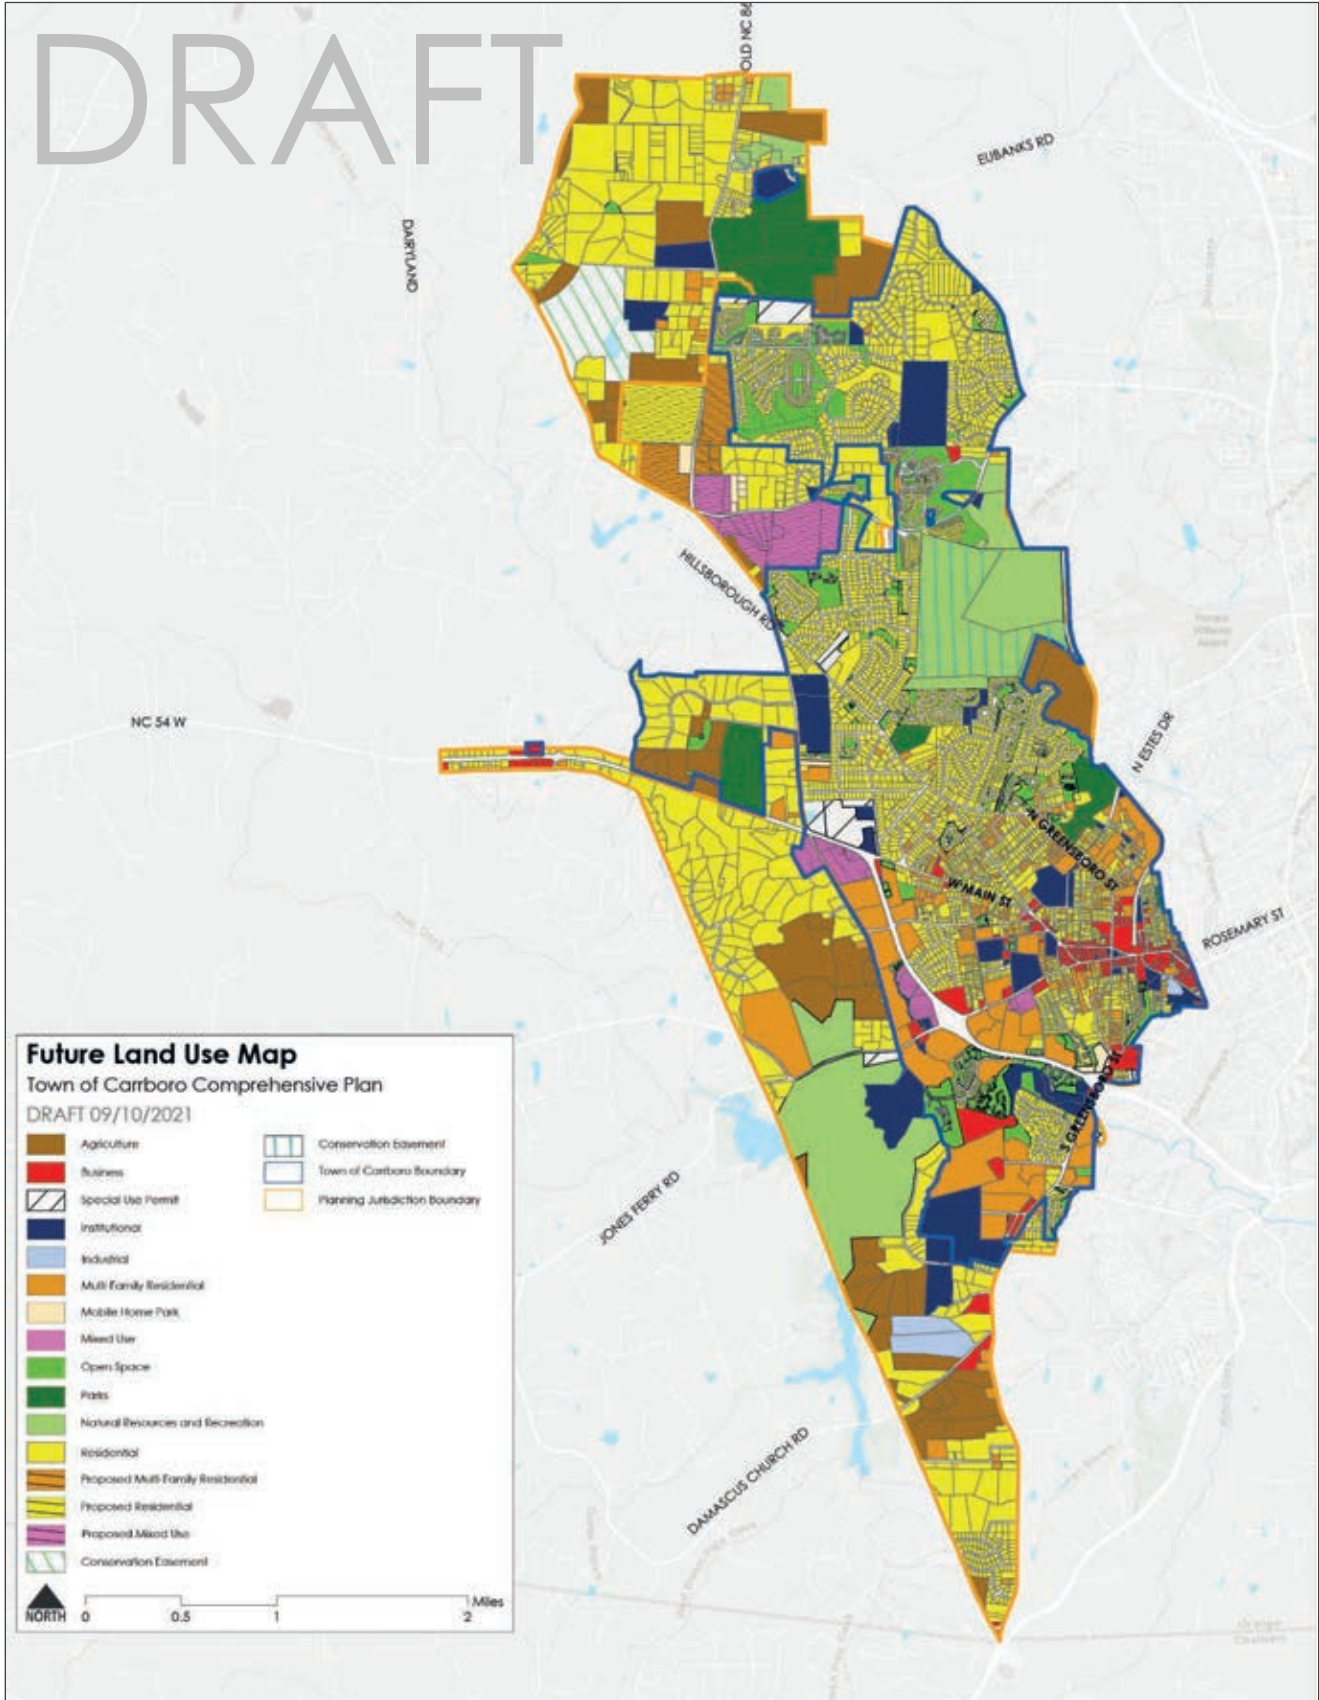 DRAFT
OLD NC 86
EUBANKS RD
DAIRYLAND
HILLSBOROUGH RD
NC 54 W
N ESTES DR
N GREENSBORO ST
W MAIN ST
ROSEMARY ST
S GREENSBORO ST
JONES FERRY RD
DAMASCUS CHURCH RD
Future Land Use Map
Town of Carrboro Comprehensive Plan
DRAFT 09/10/2021
Agriculture
Business
Special Use Permit
Institutional
Industrial
Multi-Family Residential
Mobile Home Park
Mixed Use
Open Space
Parks
Natural Resources and Recreation
Residential
Proposed Multi-Family Residential
Proposed Residential
Proposed Mixed Use
Conservation Easement
Conservation Easement
Town of Carrboro Boundary
Planning Jurisdiction Boundary
NORTH
0 0.5 1 2 Miles